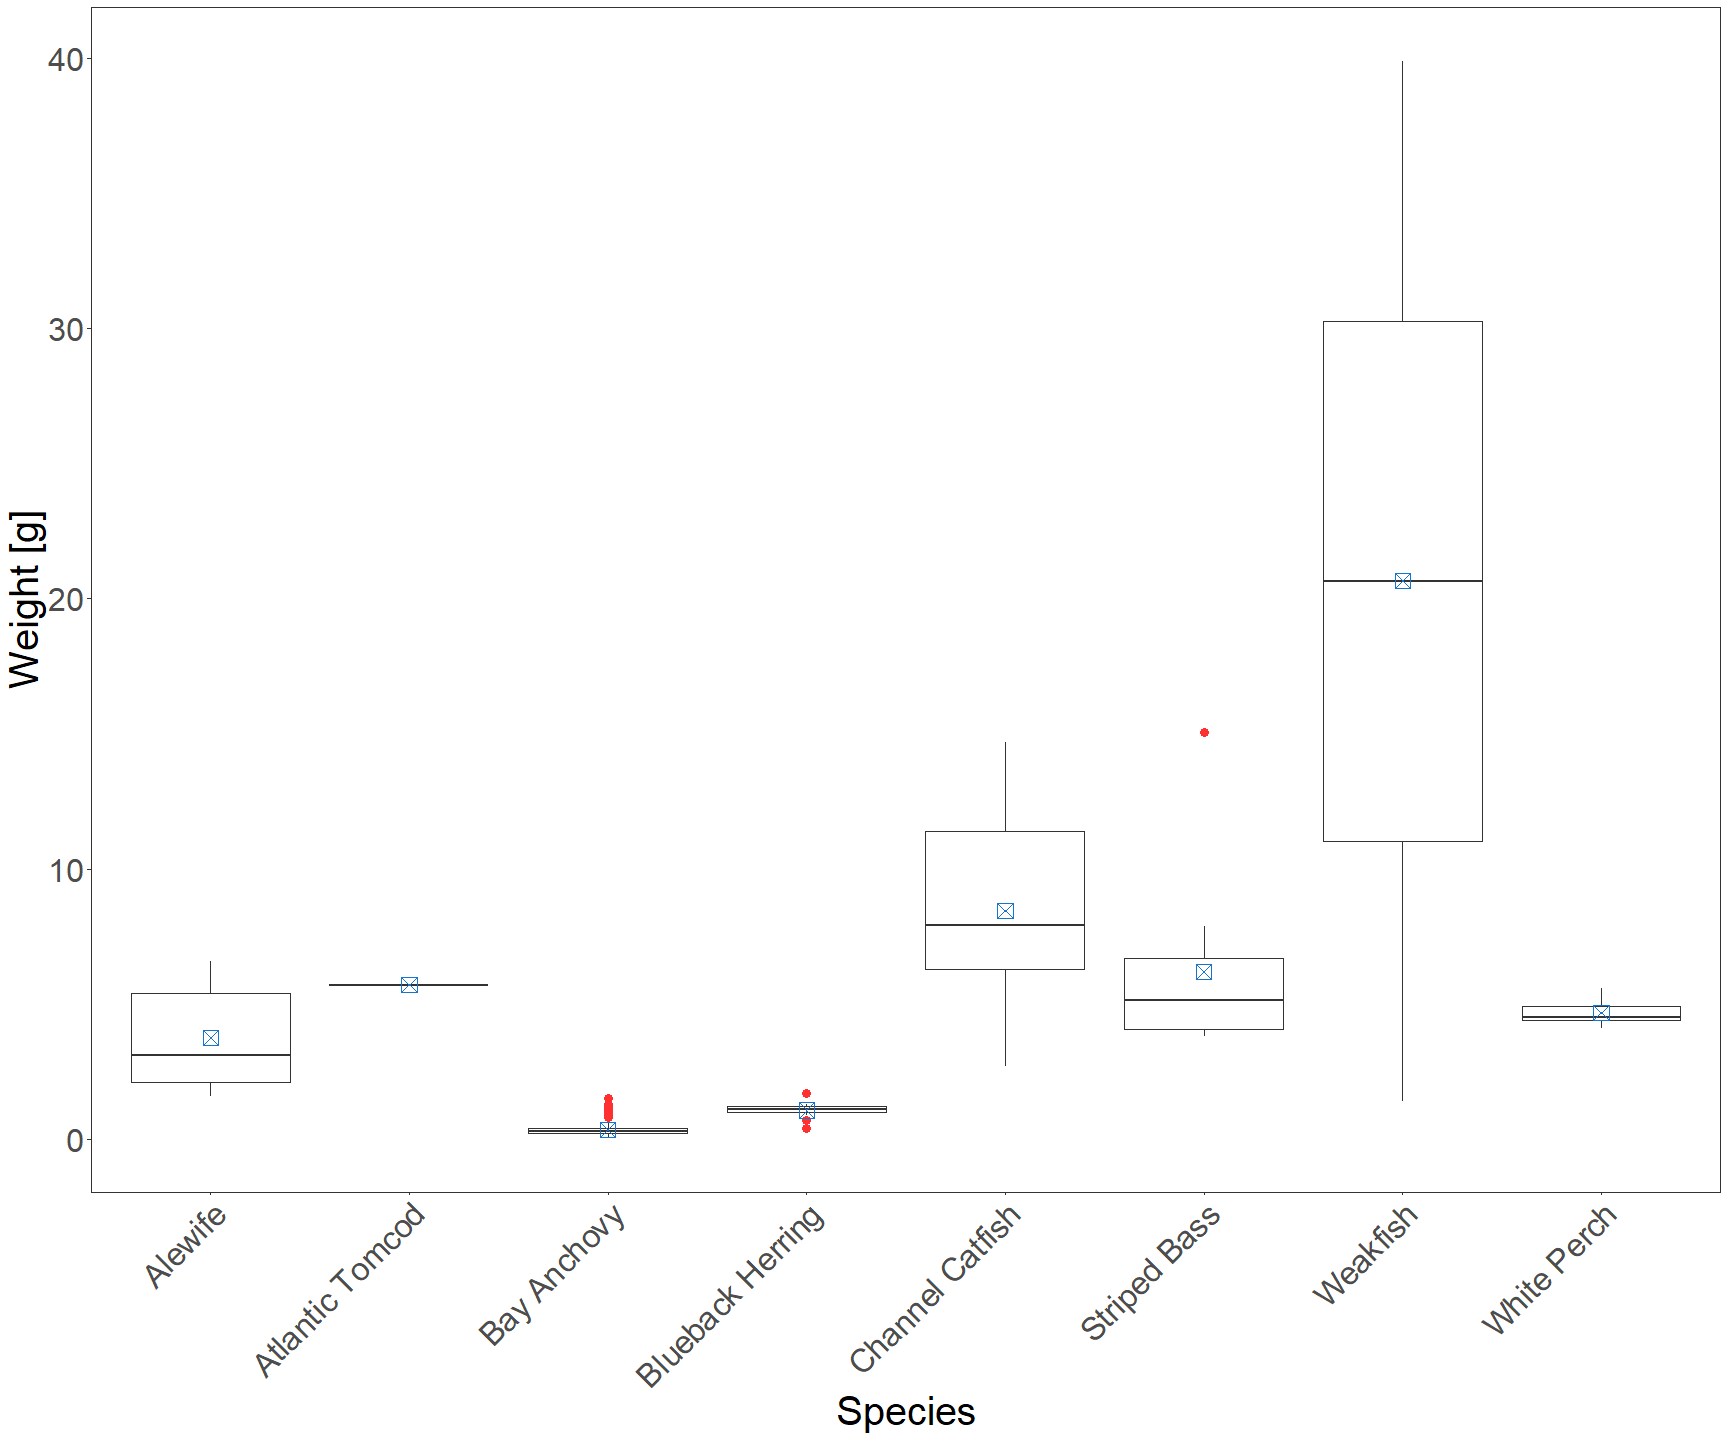 Weight [g]
40
30
20
10
0
Alewife
Atlantic Tomcod
Bay Anchovy
Blueback Herring
Channel Catfish
Striped Bass
Weakfish
White Perch
Species